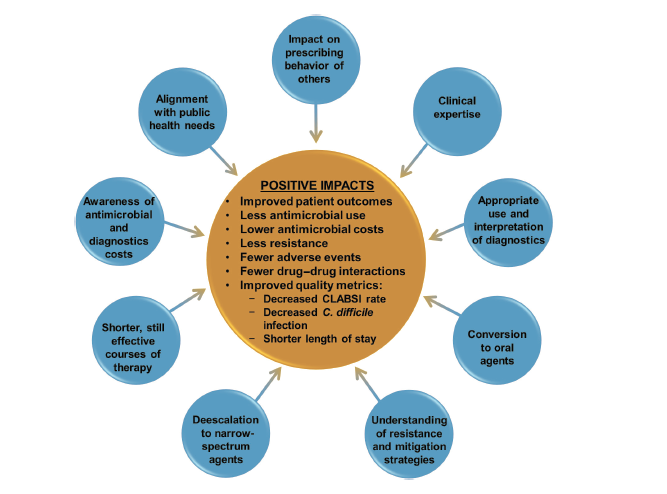 Impact on
prescribing
behavior of
others
Clinical
expertise
Appropriate
use and
interpretation
of diagnostics
Conversion
to oral
agents
Understanding
of resistance
and mitigation
strategies
Deescalation
to narrow-
spectrum
agents
Shorter, still
effective
courses of
therapy
Awareness of
antimicrobial
and
diagnostics
costs
Alignment
with public
health needs
POSITIVE IMPACTS
• Improved patient outcomes
• Less antimicrobial use
• Lower antimicrobial costs
• Less resistance
• Fewer adverse events
• Fewer drug–drug interactions
• Improved quality metrics:
– Decreased CLABSI rate
– Decreased C. difficile
infection
– Shorter length of stay